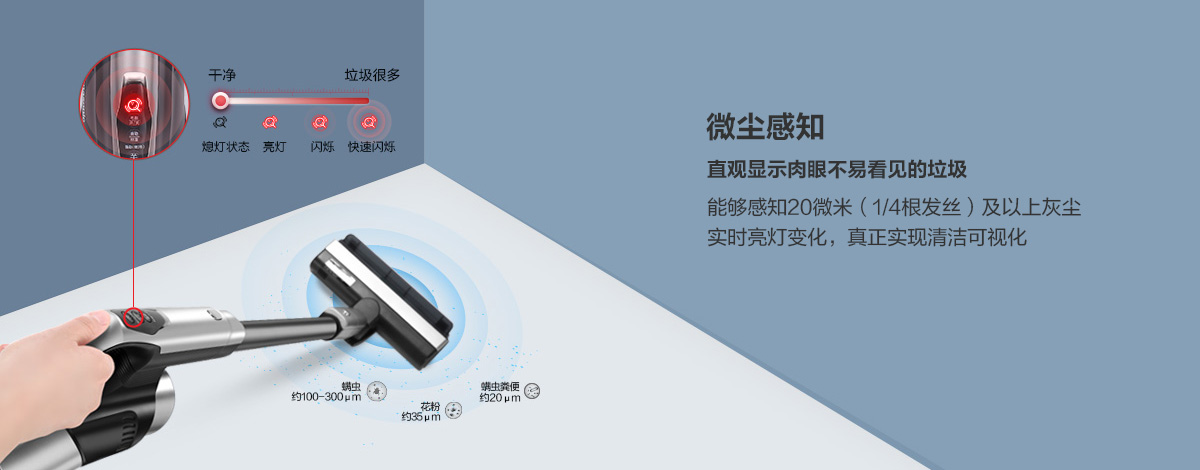 干净 垃圾很多
熄灯状态 亮灯 闪烁 快速闪烁
微尘感知
直观显示肉眼不易看见的垃圾
能够感知20微米（1/4根发丝）及以上灰尘
实时亮灯变化，真正实现清洁可视化
螨虫
约100-300μm
花粉
约35μm
螨虫粪便
约20μm